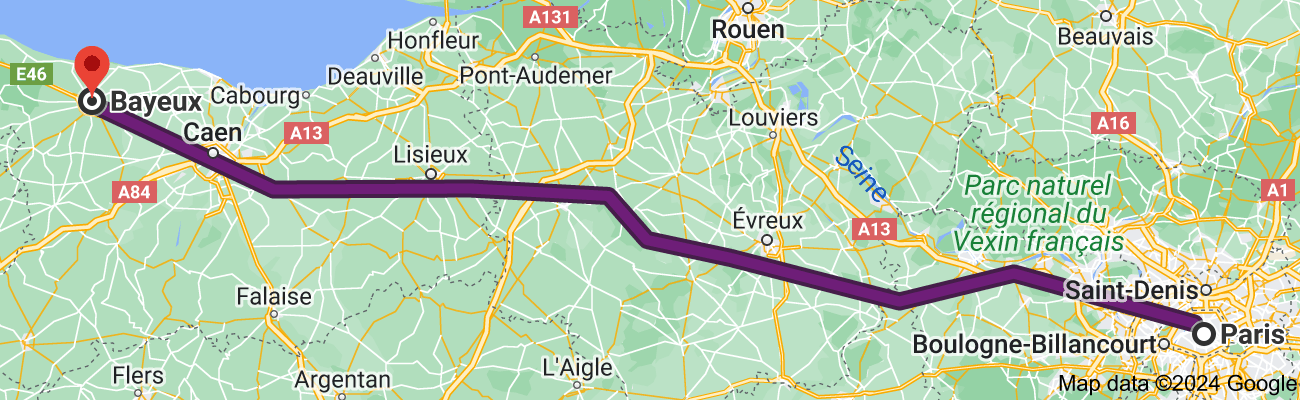 A131
Rouen
Beauvais
Honfleur
Deauville
Pont-Audemer
E46
Bayeux
Cabourg
Caen
A13
Louviers
A16
Lisieux
Seine
A84
Parc naturel
régional du
Vexin français
A1
Évreux
A13
Falaise
Saint-Denis
Paris
Boulogne-Billancourt
L'Aigle
Flers
Argentan
Map data ©2024 Google